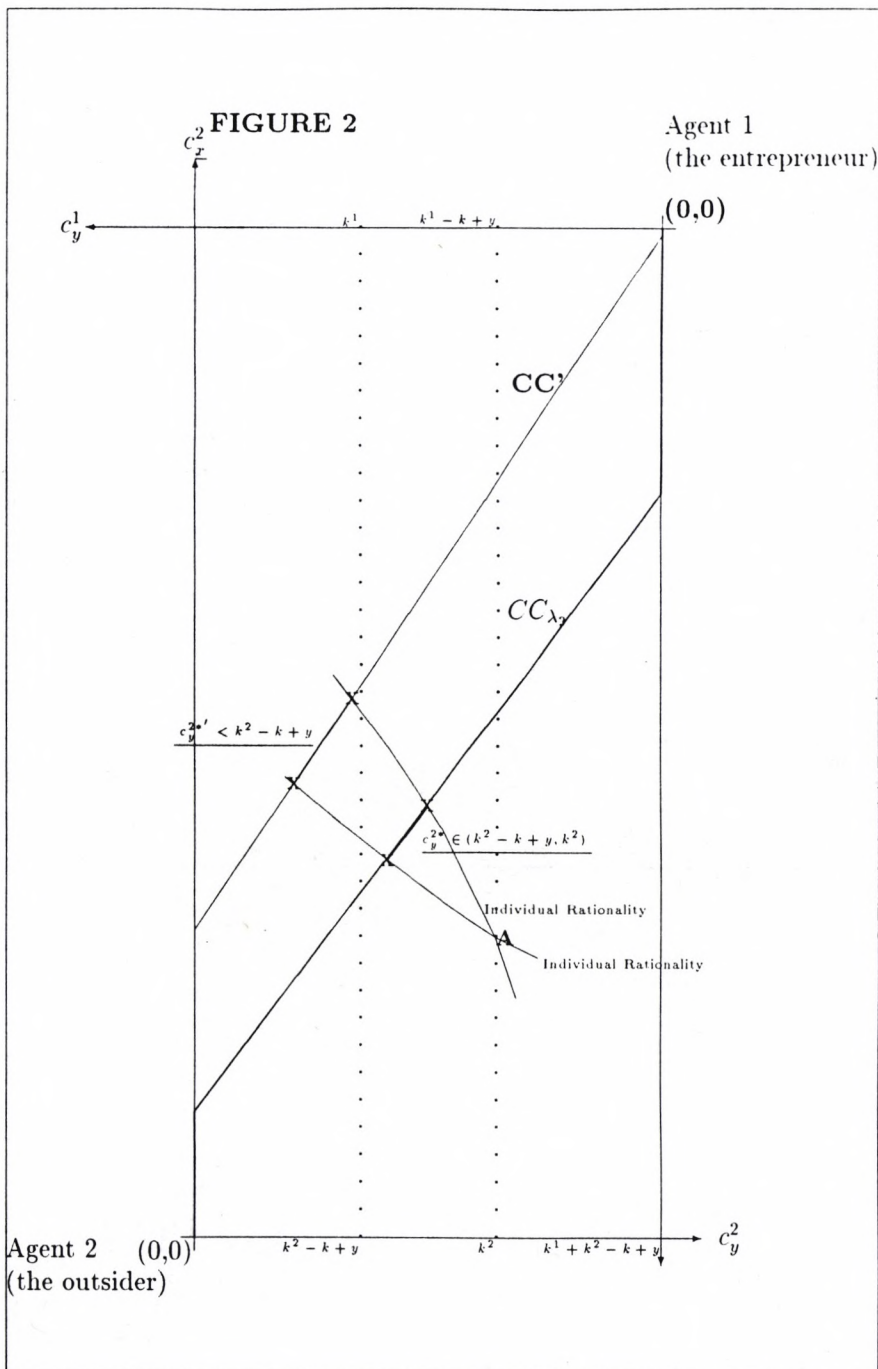 FIGURE 2
c_x^2
Agent 1
(the entrepreneur)
(0,0)
c_y^1
k^1
k^1 − k + y
CC'
CC_{λ_2}
c_y^{2*'} < k^2 − k + y
c_y^{2*} ∈ (k^2 − k + y, k^2)
Individual Rationality
A
Individual Rationality
Agent 2 (0,0)
(the outsider)
k^2 − k + y
k^2
k^1 + k^2 − k + y
c_y^2